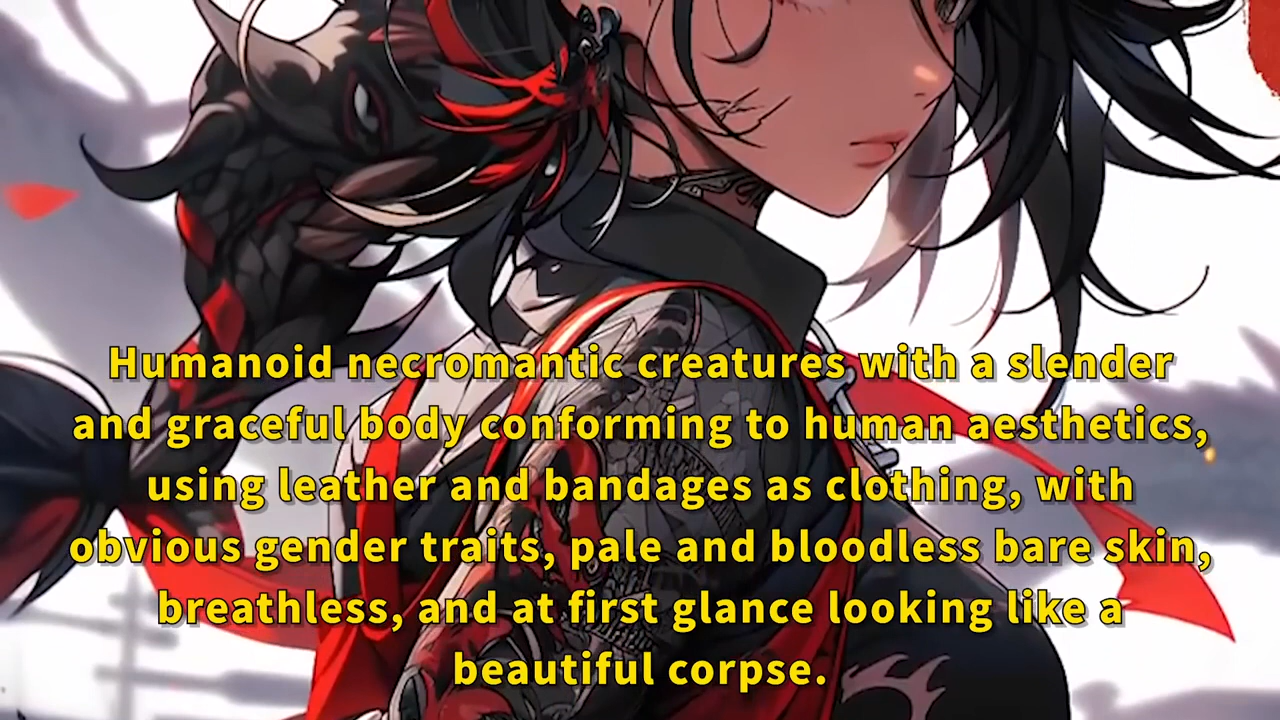 Humanoid necromantic creatures with a slender
and graceful body conforming to human aesthetics,
using leather and bandages as clothing, with
obvious gender traits, pale and bloodless bare skin,
breathless, and at first glance looking like a
beautiful corpse.